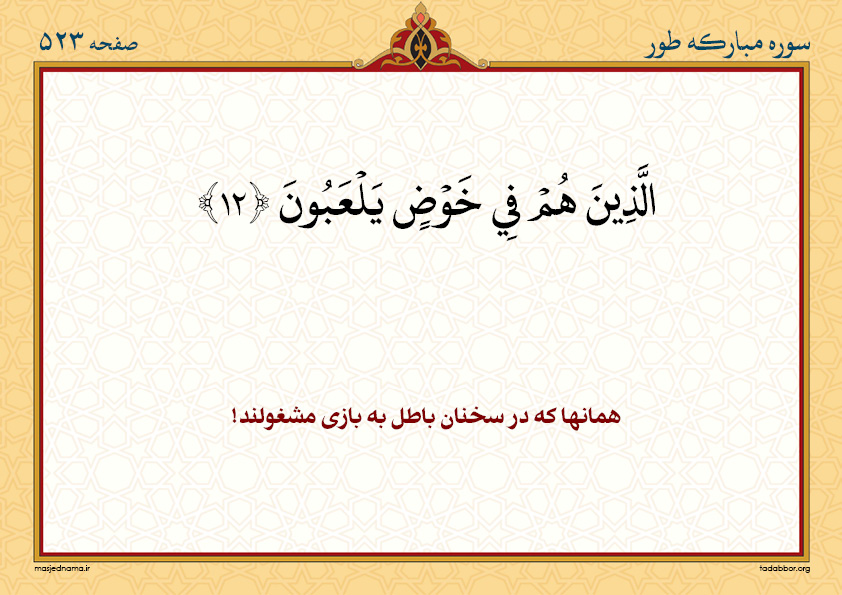 سوره مبارکه طور
صفحه ۵۲۳
الَّذِينَ هُمْ فِي خَوْضٍ يَلْعَبُونَ ﴿۱۲﴾
همانها که در سخنان باطل به بازی مشغولند!
masjednama.ir
tadabbor.org